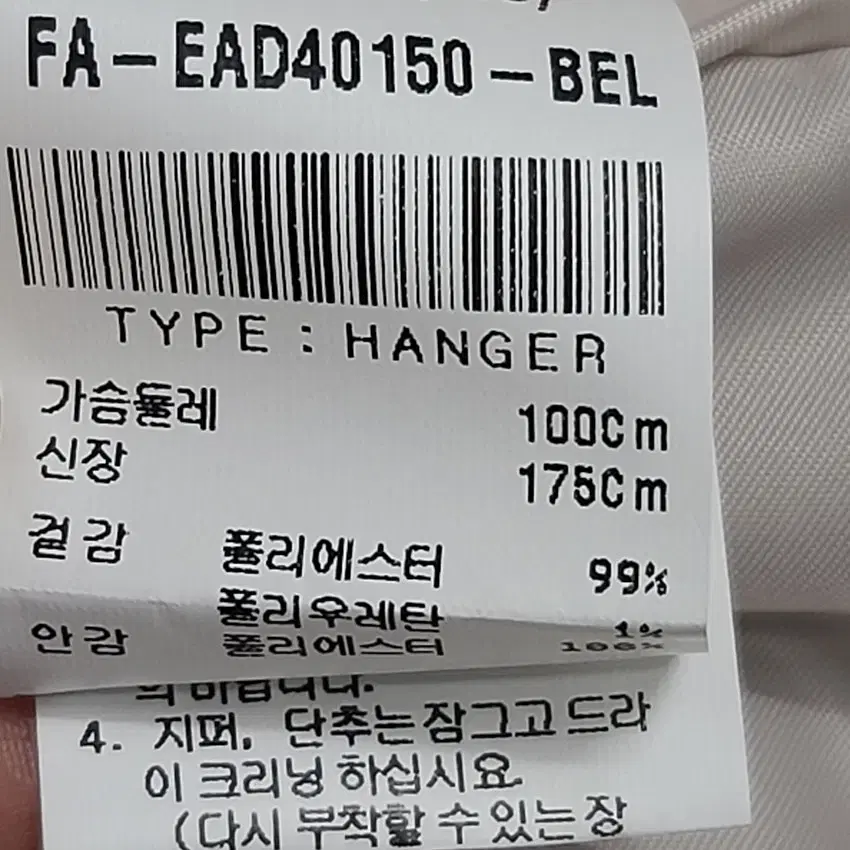 FA-EAD40150-BEL
TYPE : HANGER
가슴둘레 100Cm
신장 175Cm
겉감 폴리에스터 99%
폴리우레탄 1%
안감 폴리에스터 100%
4. 지퍼, 단추는 잠그고 드라
이 크리닝 하십시요.
(다시 부착할 수 있는 장